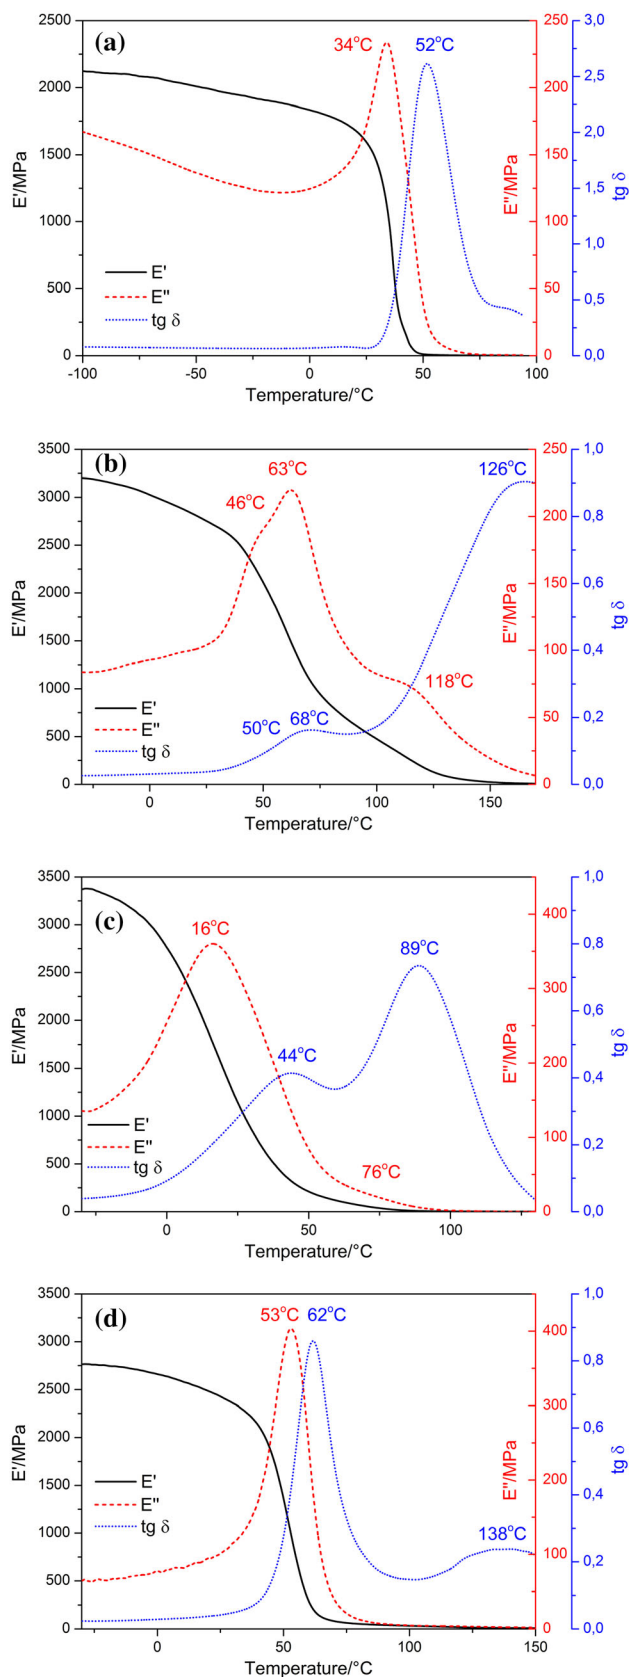 (a)
34°C
52°C
2500
2000
1500
1000
500
0
E'/MPa
250
200
150
100
50
0
E"/MPa
3,0
2,5
2,0
1,5
1,0
0,5
0,0
tg δ
E'
E"
tg δ
-100
-50
0
50
100
Temperature/°C
(b)
63°C
46°C
126°C
118°C
50°C
68°C
3500
3000
2500
2000
1500
1000
500
0
E'/MPa
250
200
150
100
50
0
E"/MPa
1,0
0,8
0,6
0,4
0,2
0,0
tg δ
E'
E"
tg δ
0
50
100
150
Temperature/°C
(c)
16°C
89°C
44°C
76°C
3500
3000
2500
2000
1500
1000
500
0
E'/MPa
400
300
200
100
0
E"/MPa
1,0
0,8
0,6
0,4
0,2
0,0
tg δ
E'
E"
tg δ
0
50
100
Temperature/°C
(d)
53°C
62°C
138°C
3500
3000
2500
2000
1500
1000
500
0
E'/MPa
400
300
200
100
0
E"/MPa
1,0
0,8
0,6
0,4
0,2
0,0
tg δ
E'
E"
tg δ
0
50
100
150
Temperature/°C